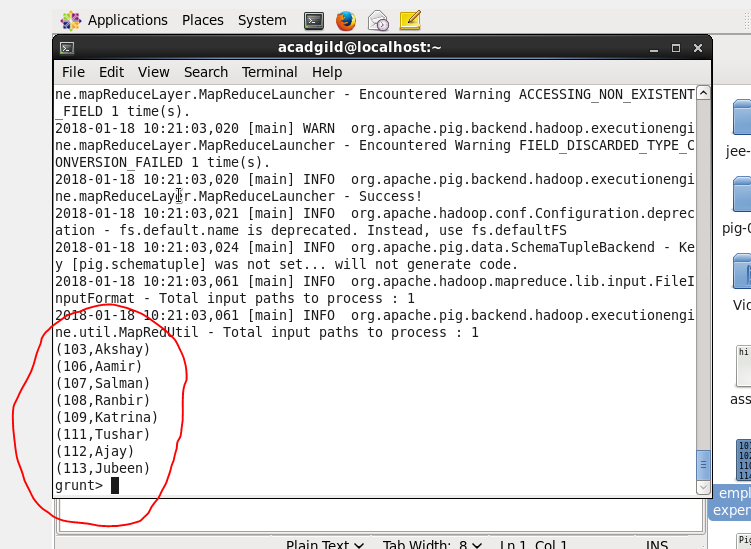 Applications Places System
acadgild@localhost:~
File Edit View Search Terminal Help
ne.mapReduceLayer.MapReduceLauncher - Encountered Warning ACCESSING_NON_EXISTENT
_FIELD 1 time(s).
2018-01-18 10:21:03,020 [main] WARN  org.apache.pig.backend.hadoop.executionengi
ne.mapReduceLayer.MapReduceLauncher - Encountered Warning FIELD_DISCARDED_TYPE_C
ONVERSION_FAILED 1 time(s).
2018-01-18 10:21:03,020 [main] INFO  org.apache.pig.backend.hadoop.executionengi
ne.mapReduceLayer.MapReduceLauncher - Success!
2018-01-18 10:21:03,021 [main] INFO  org.apache.hadoop.conf.Configuration.deprec
ation - fs.default.name is deprecated. Instead, use fs.defaultFS
2018-01-18 10:21:03,024 [main] INFO  org.apache.pig.data.SchemaTupleBackend - Ke
y [pig.schematuple] was not set... will not generate code.
2018-01-18 10:21:03,061 [main] INFO  org.apache.hadoop.mapreduce.lib.input.FileI
nputFormat - Total input paths to process : 1
2018-01-18 10:21:03,061 [main] INFO  org.apache.pig.backend.hadoop.executionengi
ne.util.MapRedUtil - Total input paths to process : 1
(103,Akshay)
(106,Aamir)
(107,Salman)
(108,Ranbir)
(109,Katrina)
(111,Tushar)
(112,Ajay)
(113,Jubeen)
grunt>
jee-
pig-0
Vic
hi
ass
empl
exper
Plain Text Tab Width: 8 Ln 1, Col 1 INS